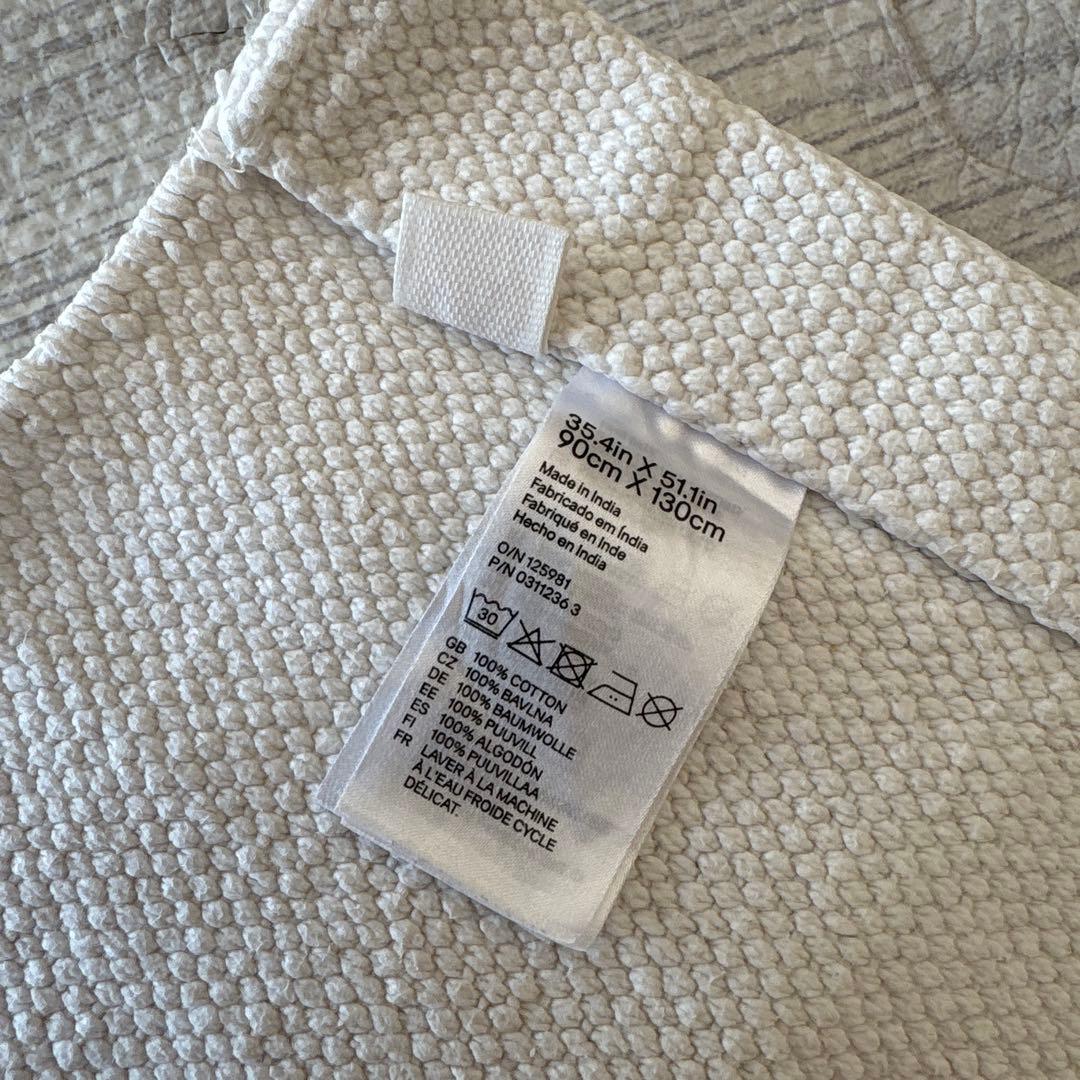 35.4in X 51.1in
90cm X 130cm
Made in India
Fabricado em Índia
Fabriqué en Inde
Hecho en India
O/N 125981
P/N 0311236 3
30
GB 100% COTTON
CZ 100% BAVLNA
DE 100% BAUMWOLLE
EE 100% PUUVILL
ES 100% ALGODÓN
FI 100% PUUVILLAA
FR LAVER À LA MACHINE
À L'EAU FROIDE CYCLE
DÉLICAT.